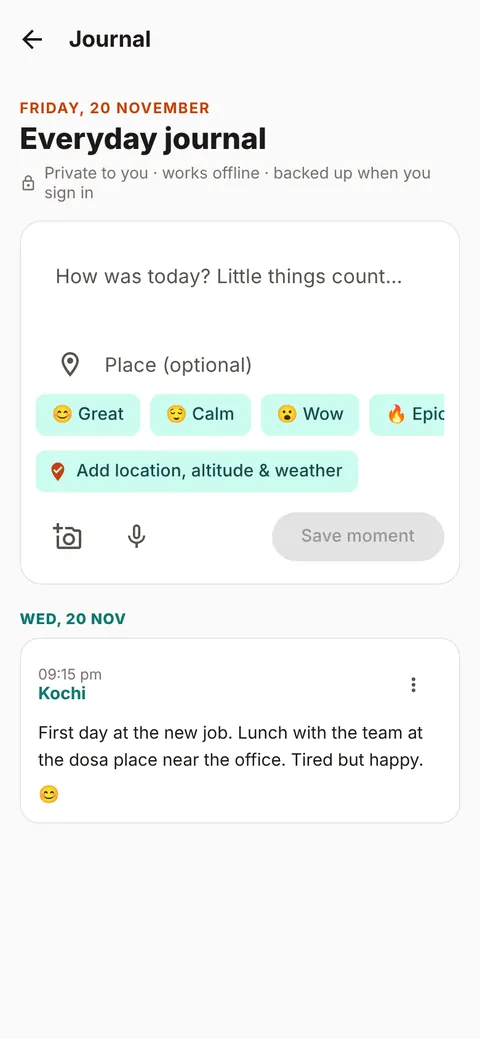 Journal
FRIDAY, 20 NOVEMBER
Everyday journal
Private to you · works offline · backed up when you
sign in
How was today? Little things count...
Place (optional)
😊 Great
😌 Calm
😮 Wow
🔥 Epic
Add location, altitude & weather
Save moment
WED, 20 NOV
09:15 pm
Kochi
First day at the new job. Lunch with the team at
the dosa place near the office. Tired but happy.
😊